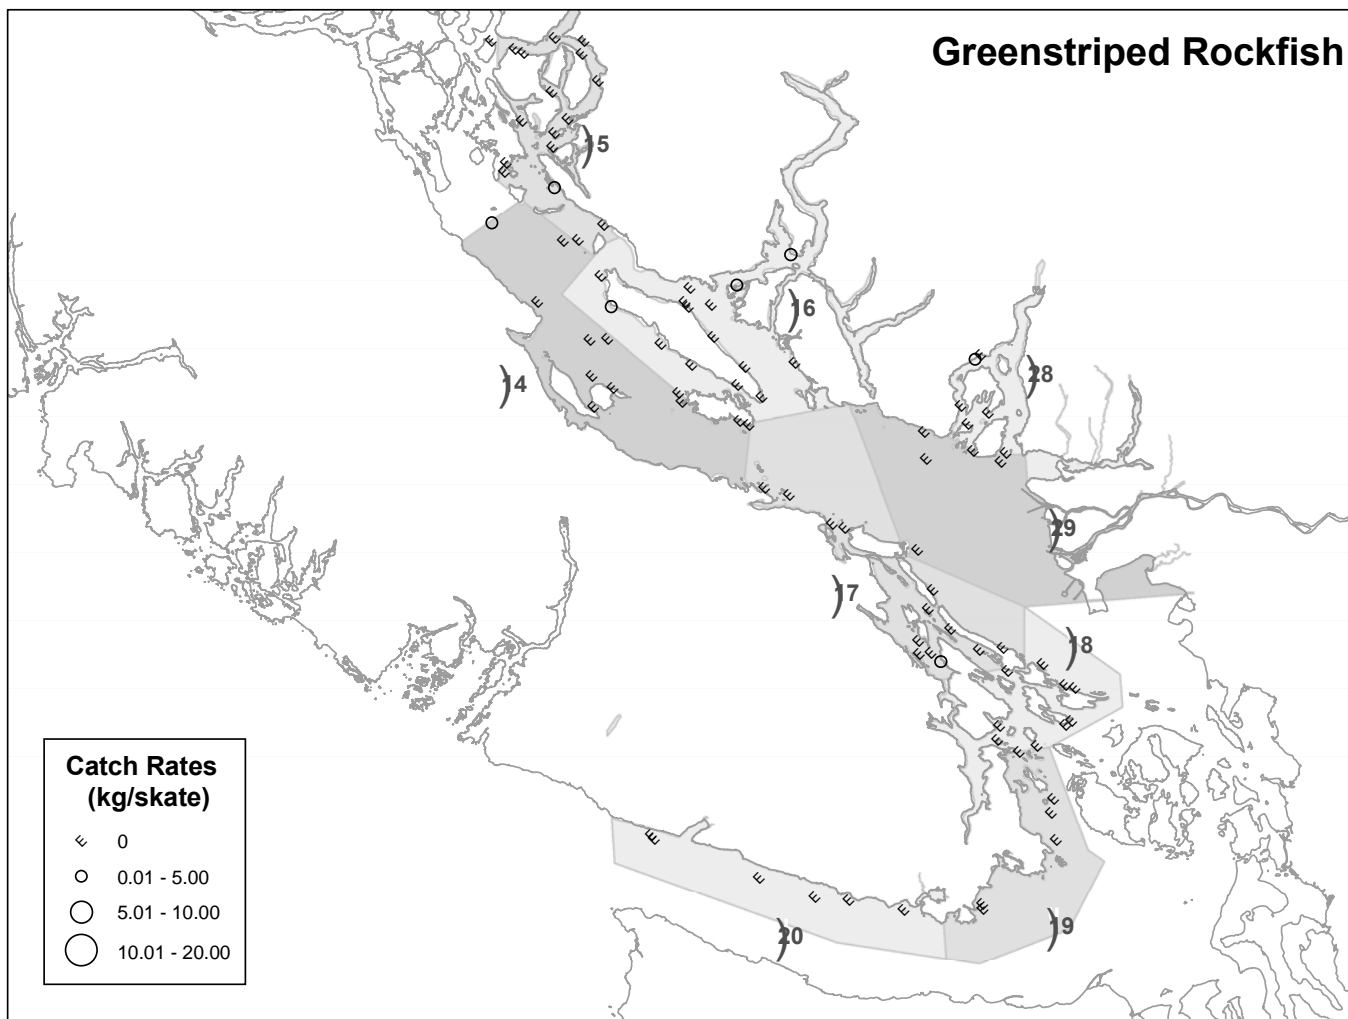 Greenstriped Rockfish
15
16
14
28
29
17
18
19
20
Catch Rates
(kg/skate)
0
0.01 - 5.00
5.01 - 10.00
10.01 - 20.00